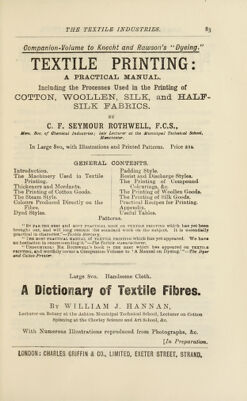 THE TEXTILE INDUSTRIES. 83
Companion-Volume to Knecht and Rawson's "Dyeing."
TEXTILE PRINTING:
A PRACTICAL MANUAL.
Including the Processes Used in the Printing of
COTTON, WOOLLEN, SILK, and HALF-
SILK FABRICS.
BY
C. F. SEYMOUR ROTHWELL, F.C.S.,
Mem. Soc. of Chemical Industries; late Lecturer at the Municipal Technical School,
Manchester.
In Large 8vo, with Illustrations and Printed Patterns. Price 21s.
GENERAL CONTENTS.
Introduction.
The Machinery Used in Textile
Printing.
Thickeners and Mordants.
The Printing of Cotton Goods.
The Steam Style.
Colours Produced Directly on the
Fibre.
Dyed Styles.
Padding Style.
Resist and Discharge Styles.
The Printing of Compound
Colourings, &c.
The Printing of Woollen Goods.
The Printing of Silk Goods.
Practical Recipes for Printing.
Appendix.
Useful Tables.
Patterns.
"BY FAR THE BEST and MOST PRACTICAL BOOK on TEXTILE PRINTING which has yet been
brought out, and will long remain the standard work on the subject. It is essentially
practical in character."—Textile Mercury.
"THE MOST PRACTICAL MANUAL of TEXTILE PRINTING which has yet appeared. We have
no hesitation in recommending it."—The Textile Manufacturer.
"UNDOUBTEDLY Mr. Rothwell's book is THE BEST which has appeared on TEXTILE
PRINTING, and worthily forms a Companion-Volume to 'A Manual on Dyeing.'"—The Dyer
and Calico Printer.
Large 8vo. Handsome Cloth.
A Dictionary of Textile Fibres.
BY WILLIAM J. HANNAN,
Lecturer on Botany at the Ashton Municipal Technical School, Lecturer on Cotton
Spinning at the Chorley Science and Art School, &c.
With Numerous Illustrations reproduced from Photographs, &c.
[In Preparation.
LONDON: CHARLES GRIFFIN & CO., LIMITED, EXETER STREET, STRAND.